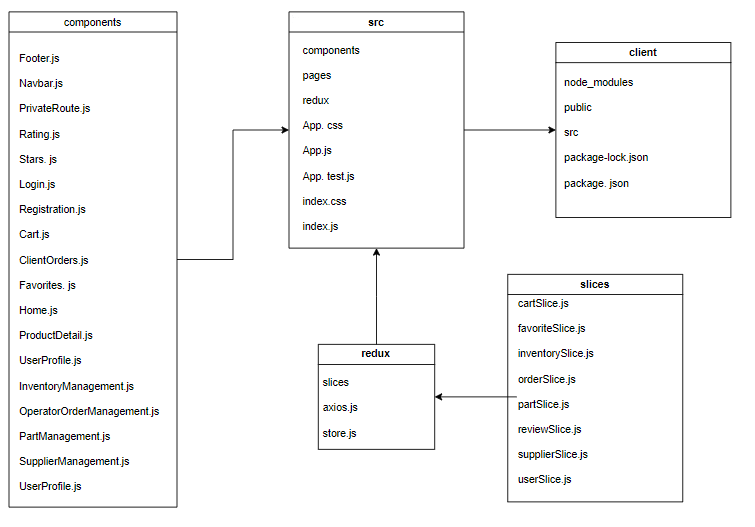 components
Footer.js
Navbar.js
PrivateRoute.js
Rating.js
Stars. js
Login.js
Registration.js
Cart.js
ClientOrders.js
Favorites. js
Home.js
ProductDetail.js
UserProfile.js
InventoryManagement.js
OperatorOrderManagement.js
PartManagement.js
SupplierManagement.js
UserProfile.js
src
components
pages
redux
App. css
App.js
App. test.js
index.css
index.js
client
node_modules
public
src
package-lock.json
package. json
redux
slices
axios.js
store.js
slices
cartSlice.js
favoriteSlice.js
inventorySlice.js
orderSlice.js
partSlice.js
reviewSlice.js
supplierSlice.js
userSlice.js